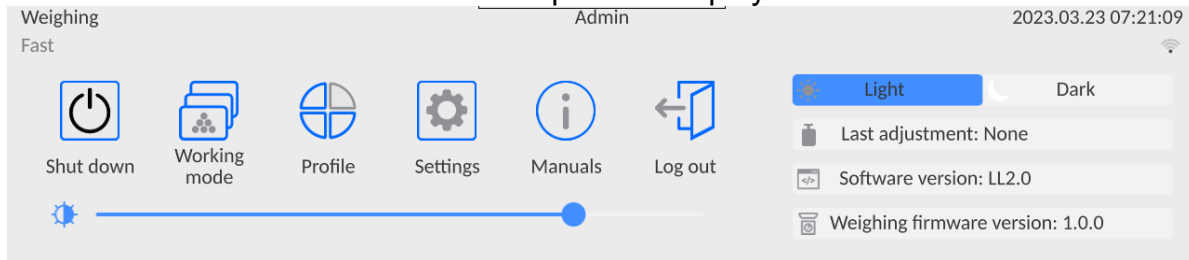 Weighing
Admin
2023.03.23 07:21:09
Fast
Shut down
Working
mode
Profile
Settings
Manuals
Log out
Light
Dark
Last adjustment: None
Software version: LL2.0
Weighing firmware version: 1.0.0